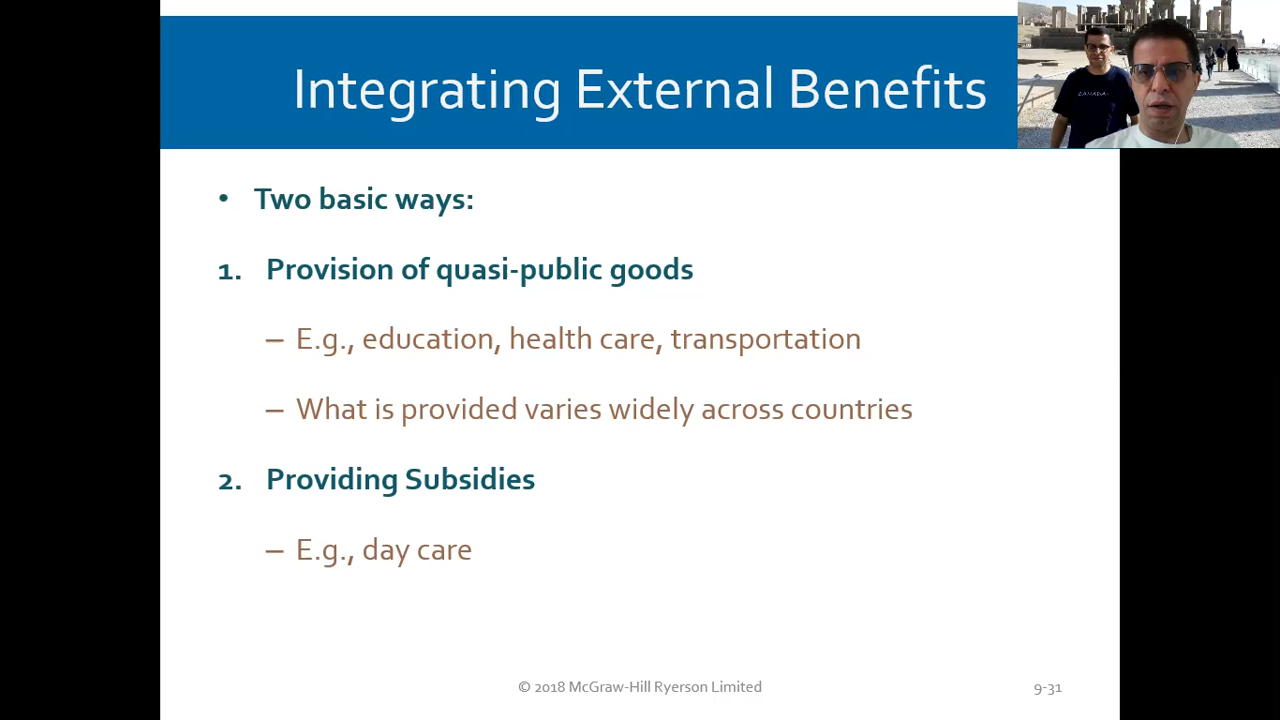 Integrating External Benefits
CANADA
• Two basic ways:
1. Provision of quasi-public goods
– E.g., education, health care, transportation
– What is provided varies widely across countries
2. Providing Subsidies
– E.g., day care
© 2018 McGraw-Hill Ryerson Limited
9-31